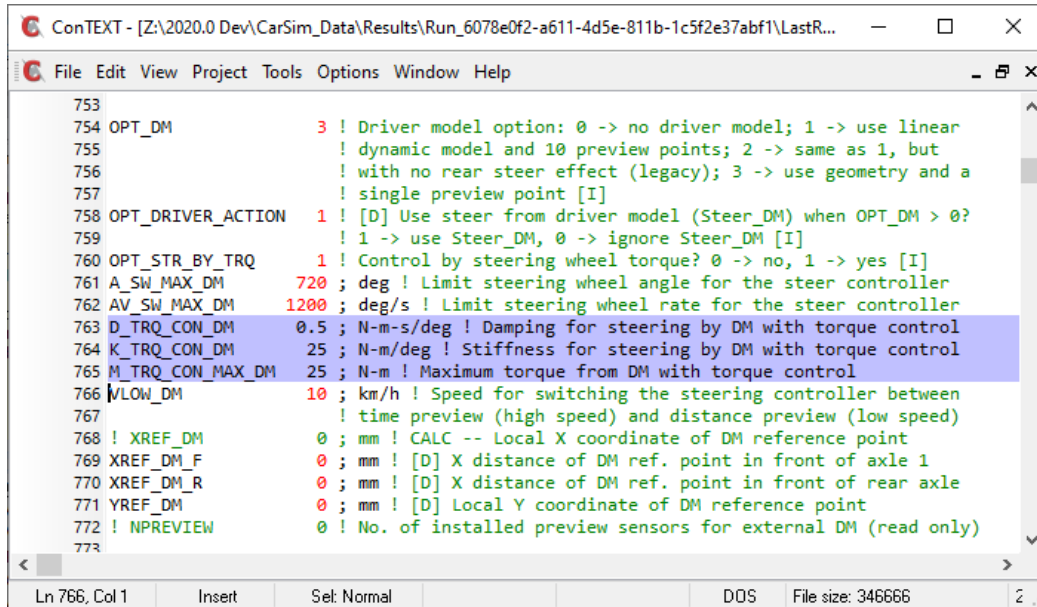 ConTEXT - [Z:\2020.0 Dev\CarSim_Data\Results\Run_6078e0f2-a611-4d5e-811b-1c5f2e37abf1\LastR...
File Edit View Project Tools Options Window Help
753
754 OPT_DM 3 ! Driver model option: 0 -> no driver model; 1 -> use linear
755 ! dynamic model and 10 preview points; 2 -> same as 1, but
756 ! with no rear steer effect (legacy); 3 -> use geometry and a
757 ! single preview point [I]
758 OPT_DRIVER_ACTION 1 ! [D] Use steer from driver model (Steer_DM) when OPT_DM > 0?
759 ! 1 -> use Steer_DM, 0 -> ignore Steer_DM [I]
760 OPT_STR_BY_TRQ 1 ! Control by steering wheel torque? 0 -> no, 1 -> yes [I]
761 A_SW_MAX_DM 720 ; deg ! Limit steering wheel angle for the steer controller
762 AV_SW_MAX_DM 1200 ; deg/s ! Limit steering wheel rate for the steer controller
763 D_TRQ_CON_DM 0.5 ; N-m-s/deg ! Damping for steering by DM with torque control
764 K_TRQ_CON_DM 25 ; N-m/deg ! Stiffness for steering by DM with torque control
765 M_TRQ_CON_MAX_DM 25 ; N-m ! Maximum torque from DM with torque control
766 VLOW_DM 10 ; km/h ! Speed for switching the steering controller between
767 ! time preview (high speed) and distance preview (low speed)
768 ! XREF_DM 0 ; mm ! CALC -- Local X coordinate of DM reference point
769 XREF_DM_F 0 ; mm ! [D] X distance of DM ref. point in front of axle 1
770 XREF_DM_R 0 ; mm ! [D] X distance of DM ref. point in front of rear axle
771 YREF_DM 0 ; mm ! [D] Local Y coordinate of DM reference point
772 ! NPREVIEW 0 ! No. of installed preview sensors for external DM (read only)
773
Ln 766, Col 1 Insert Sel: Normal DOS File size: 346666 2